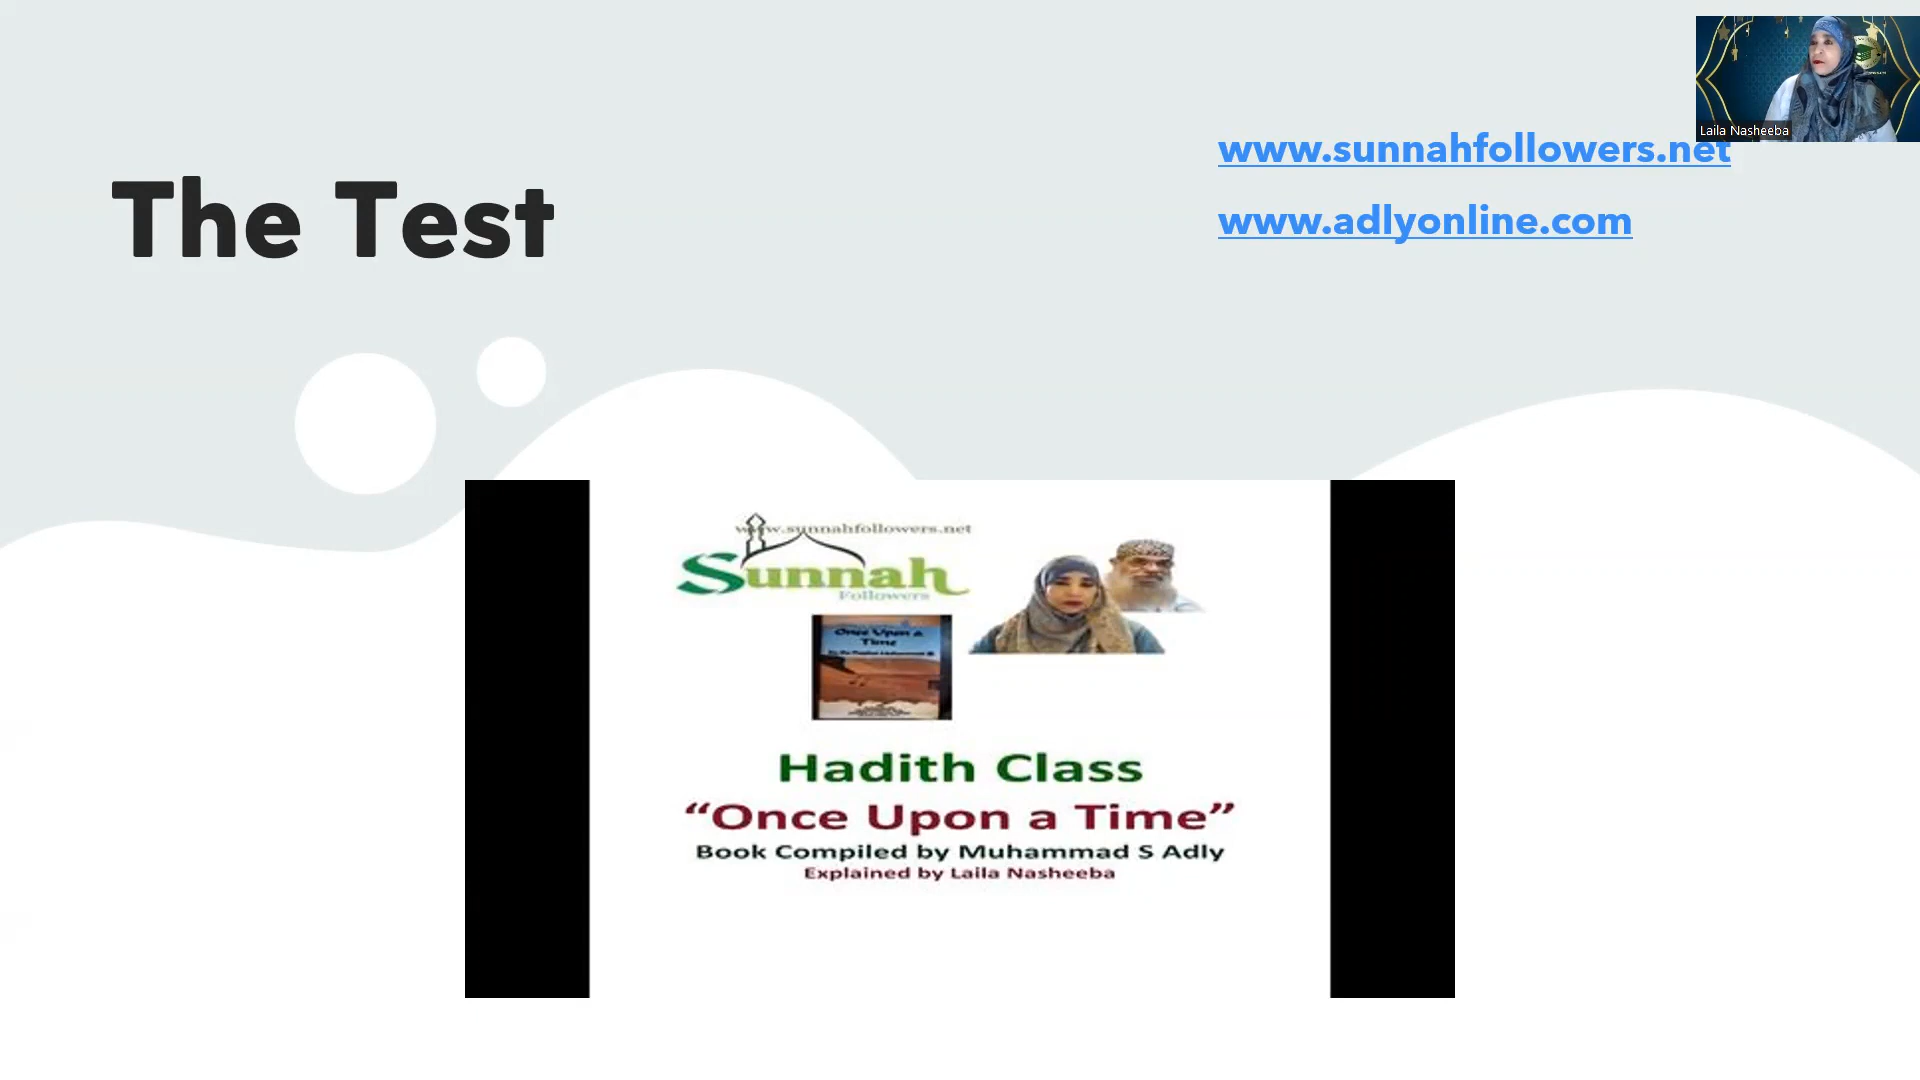 Laila Nasheeba
www.sunnahfollowers.net
www.adlyonline.com
The Test
www.sunnahfollowers.net
Sunnah
Followers
Once Upon a
Time
Hadith Class
“Once Upon a Time”
Book Compiled by Muhammad S Adly
Explained by Laila Nasheeba